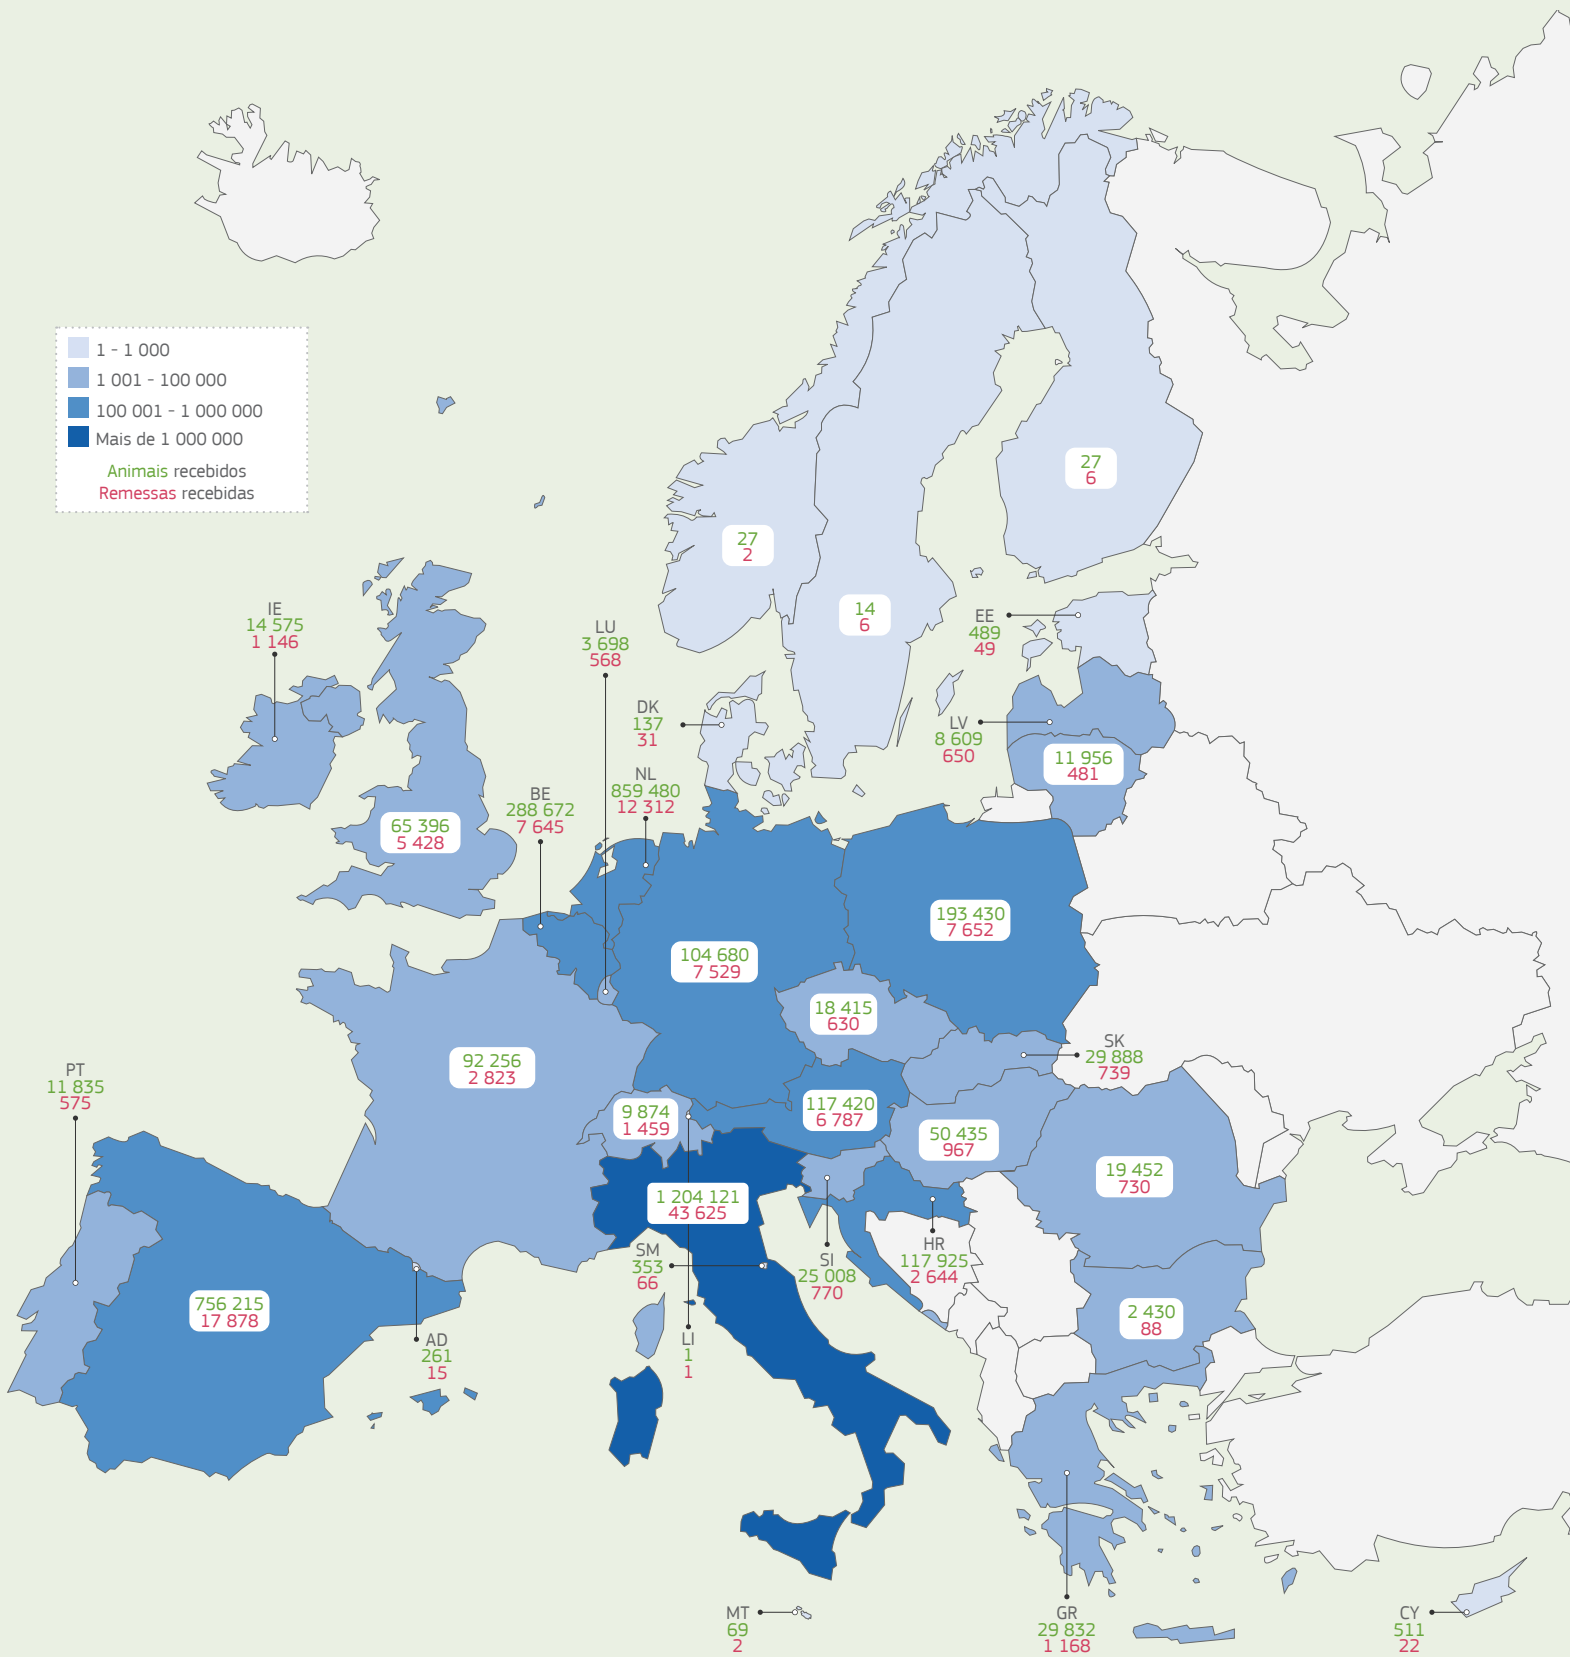 1 - 1 000
1 001 - 100 000
100 001 - 1 000 000
Mais de 1 000 000
Animais recebidos
Remessas recebidas
27
6
27
2
14
6
IE
14 575
1 146
LU
3 698
568
EE
489
49
DK
137
31
LV
8 609
650
11 956
481
NL
859 480
12 312
BE
288 672
7 645
65 396
5 428
193 430
7 652
104 680
7 529
18 415
630
SK
29 888
739
92 256
2 823
PT
11 835
575
9 874
1 459
117 420
6 787
50 435
967
19 452
730
1 204 121
43 625
SM
353
66
HR
117 925
2 644
SI
25 008
770
756 215
17 878
2 430
88
AD
261
15
LI
1
1
MT
69
2
GR
29 832
1 168
CY
511
22